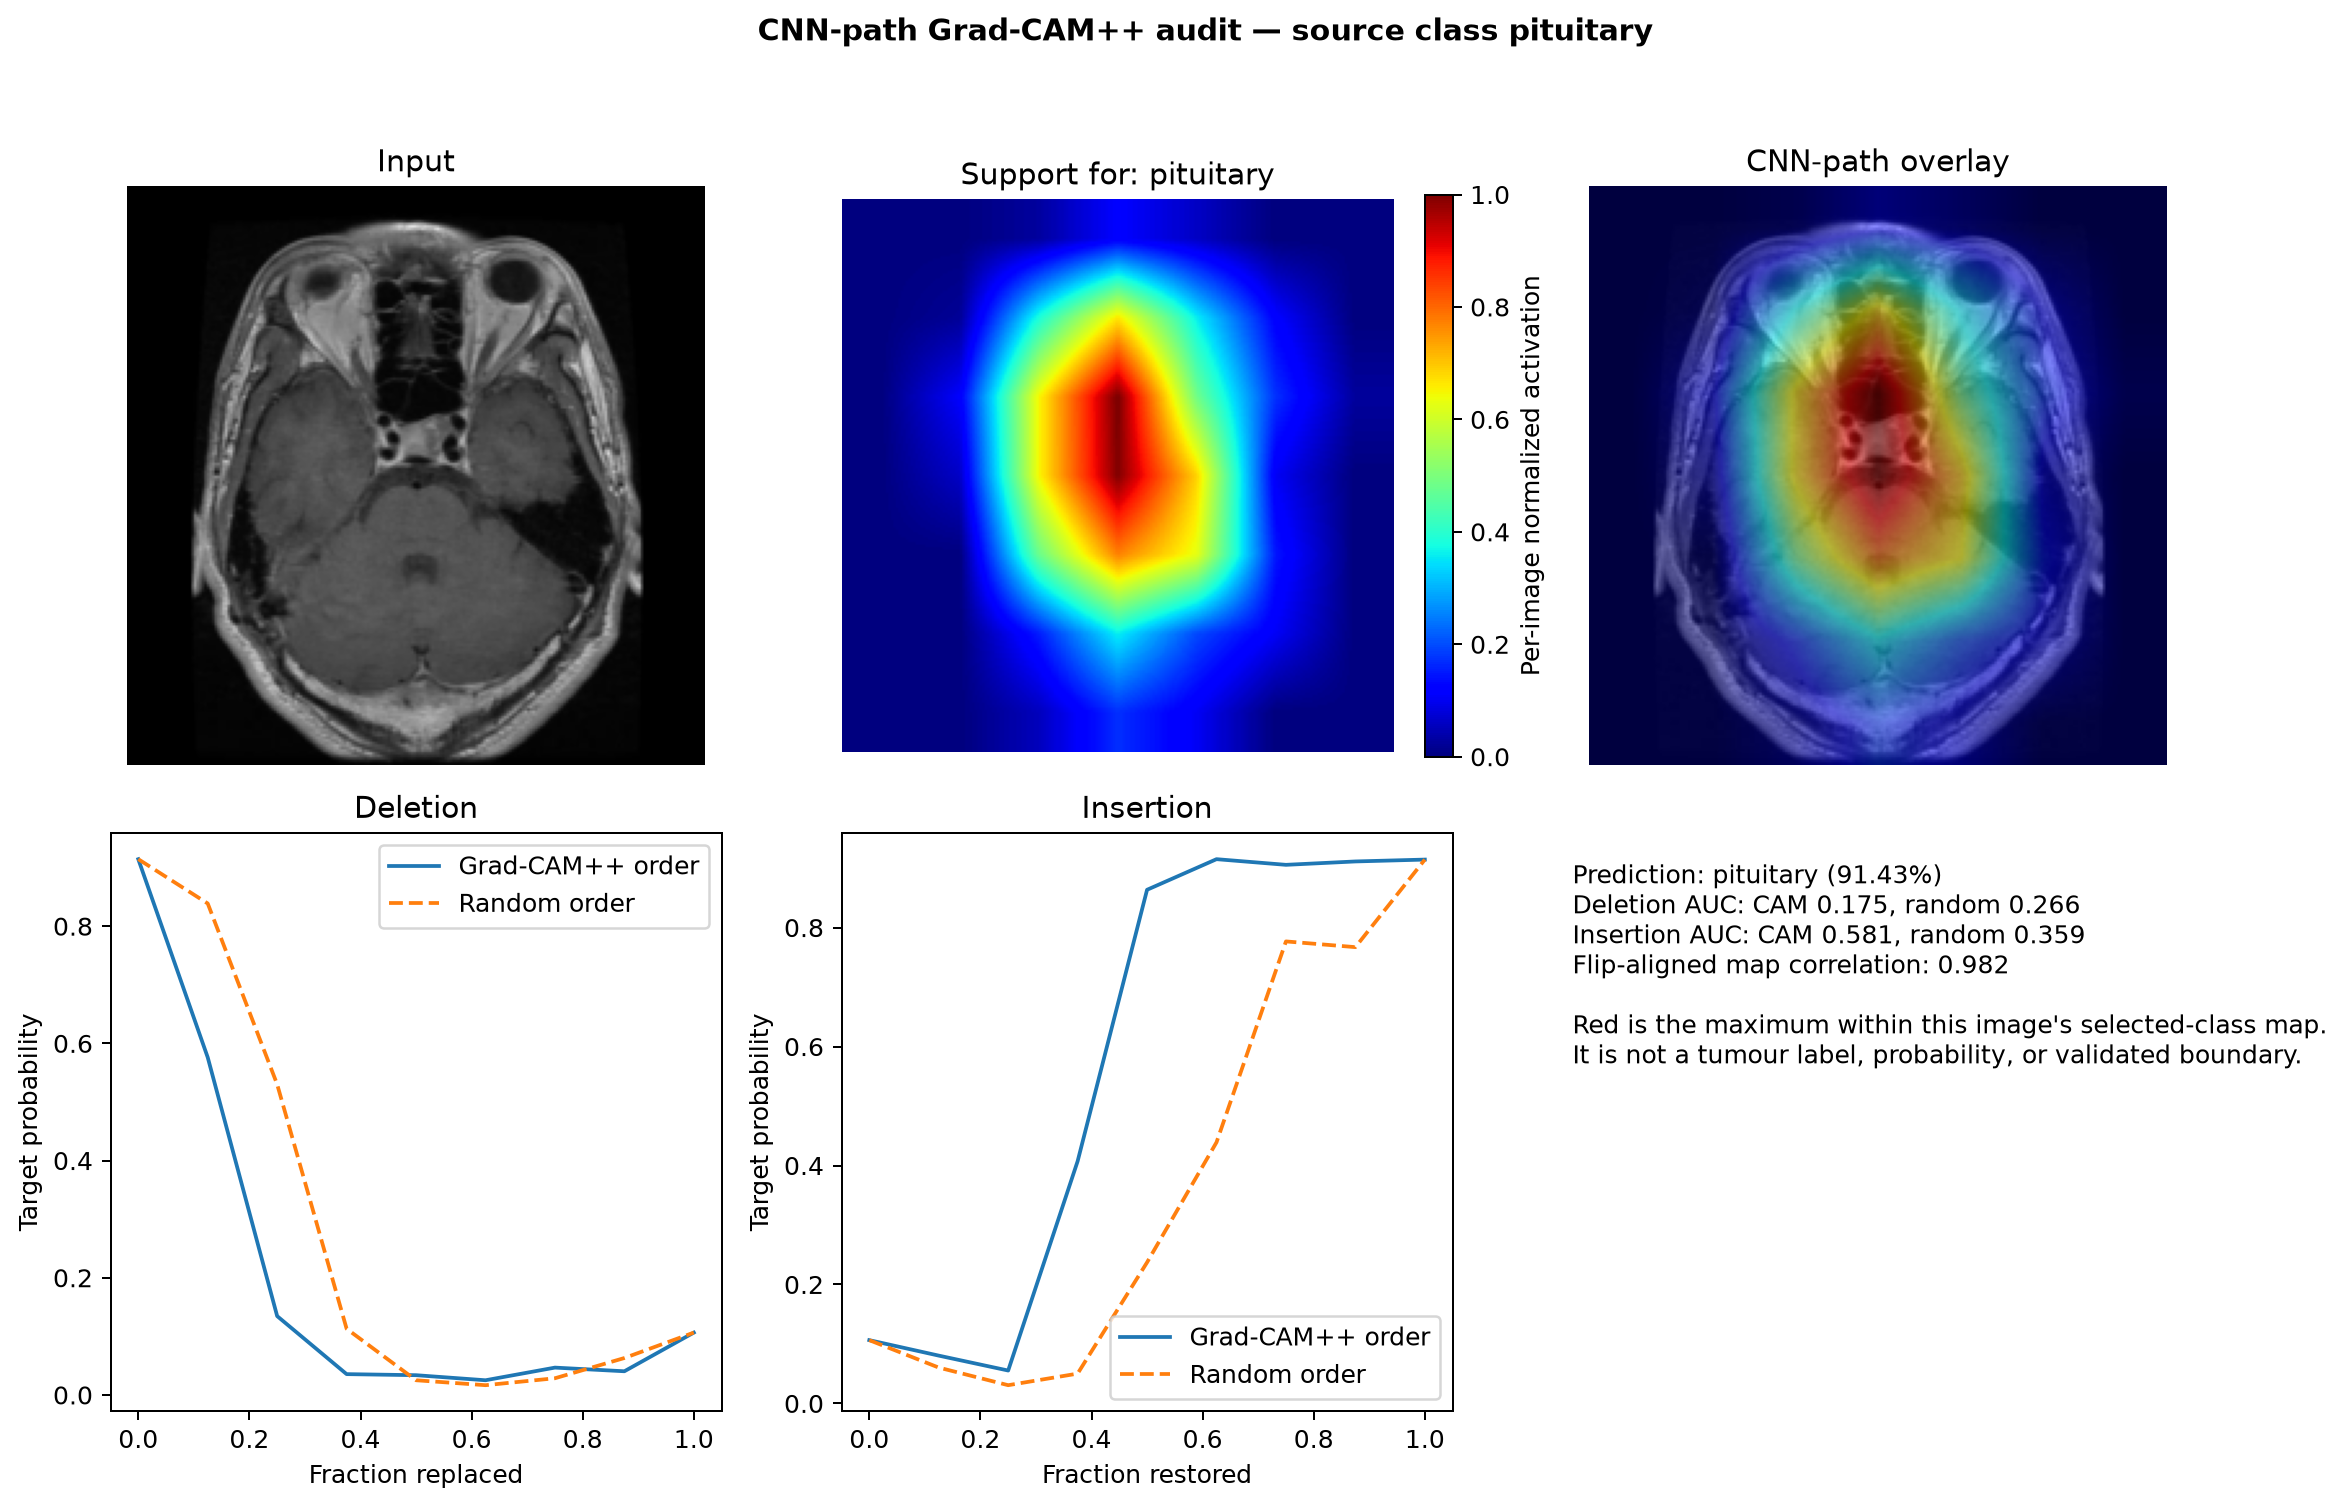 CNN-path Grad-CAM++ audit — source class pituitary
Input
Support for: pituitary
CNN-path overlay
1.0
0.8
0.6
0.4
0.2
0.0
Per-image normalized activation
Deletion
Grad-CAM++ order
Random order
Target probability
0.8
0.6
0.4
0.2
0.0
0.0 0.2 0.4 0.6 0.8 1.0
Fraction replaced
Insertion
Target probability
0.8
0.6
0.4
0.2
0.0
Grad-CAM++ order
Random order
0.0 0.2 0.4 0.6 0.8 1.0
Fraction restored
Prediction: pituitary (91.43%)
Deletion AUC: CAM 0.175, random 0.266
Insertion AUC: CAM 0.581, random 0.359
Flip-aligned map correlation: 0.982
Red is the maximum within this image's selected-class map.
It is not a tumour label, probability, or validated boundary.